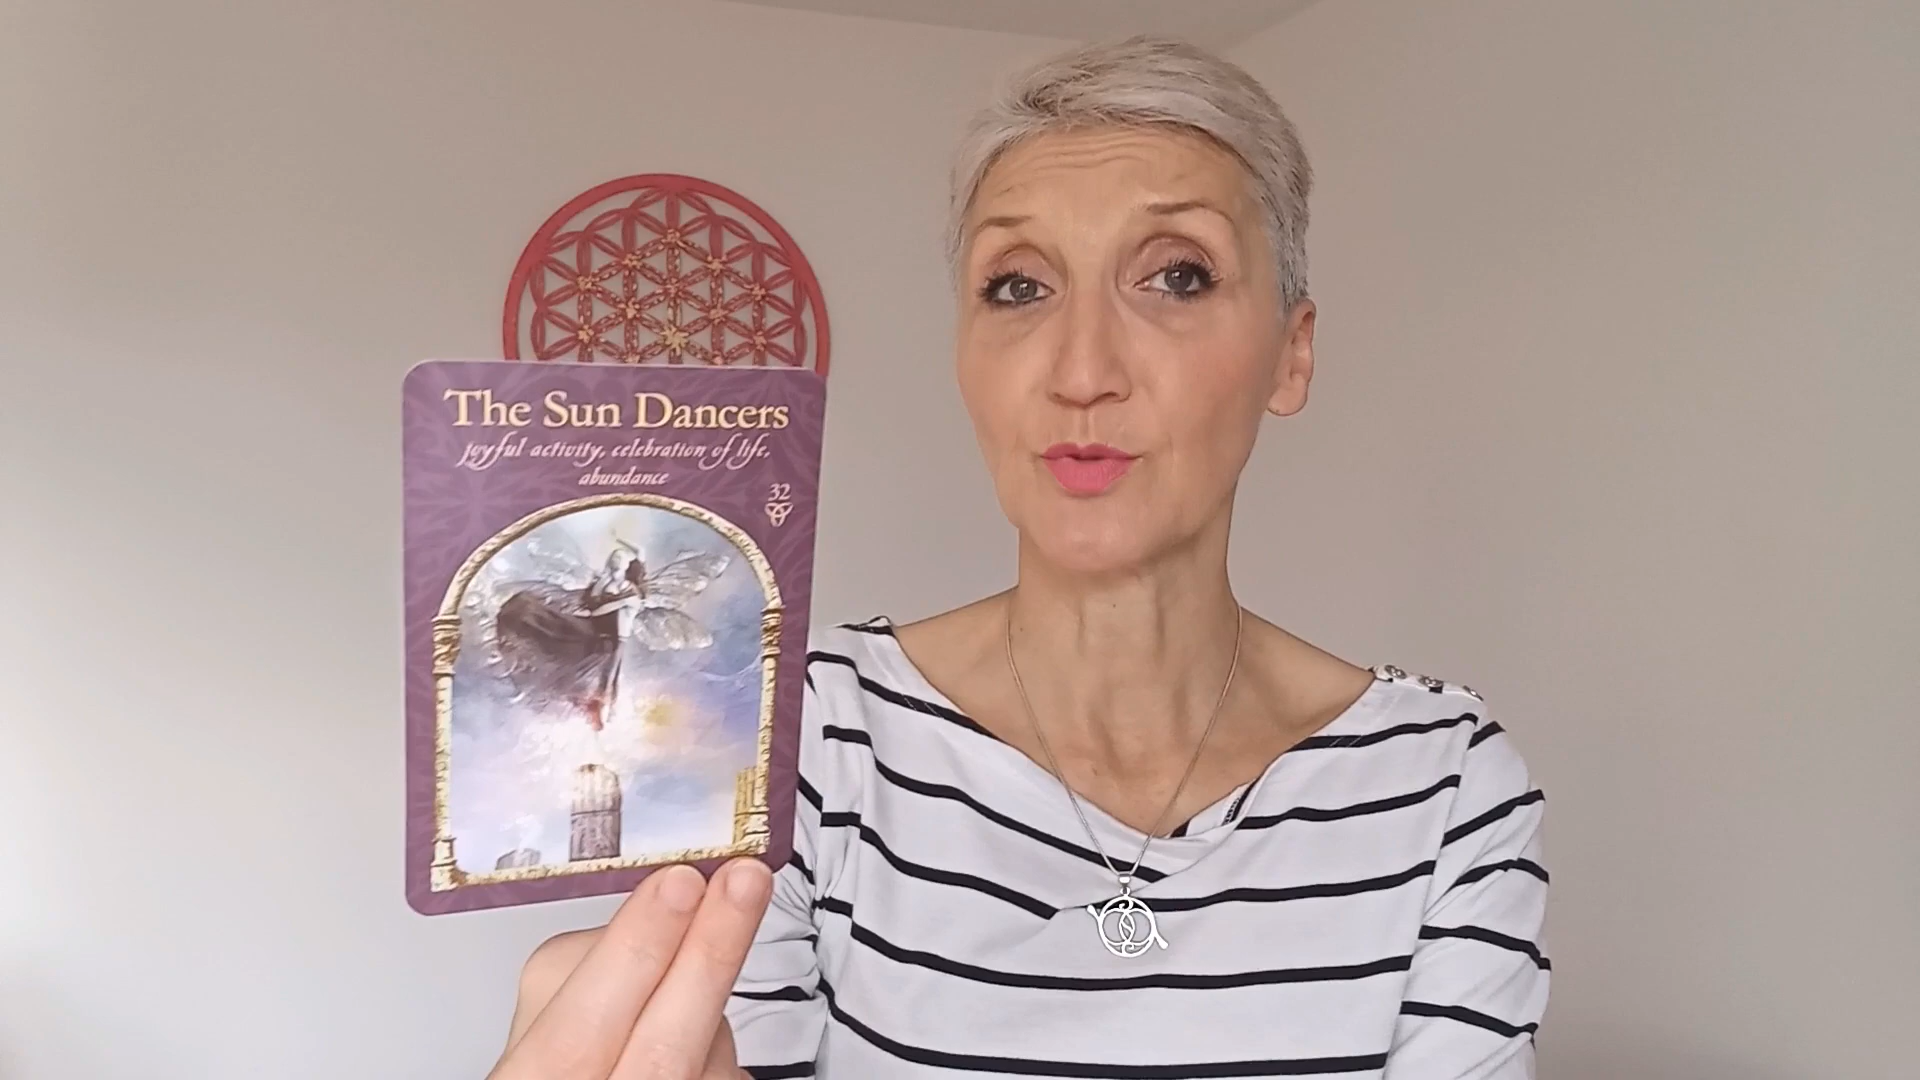 The Sun Dancers
joyful activity, celebration of life,
abundance
32